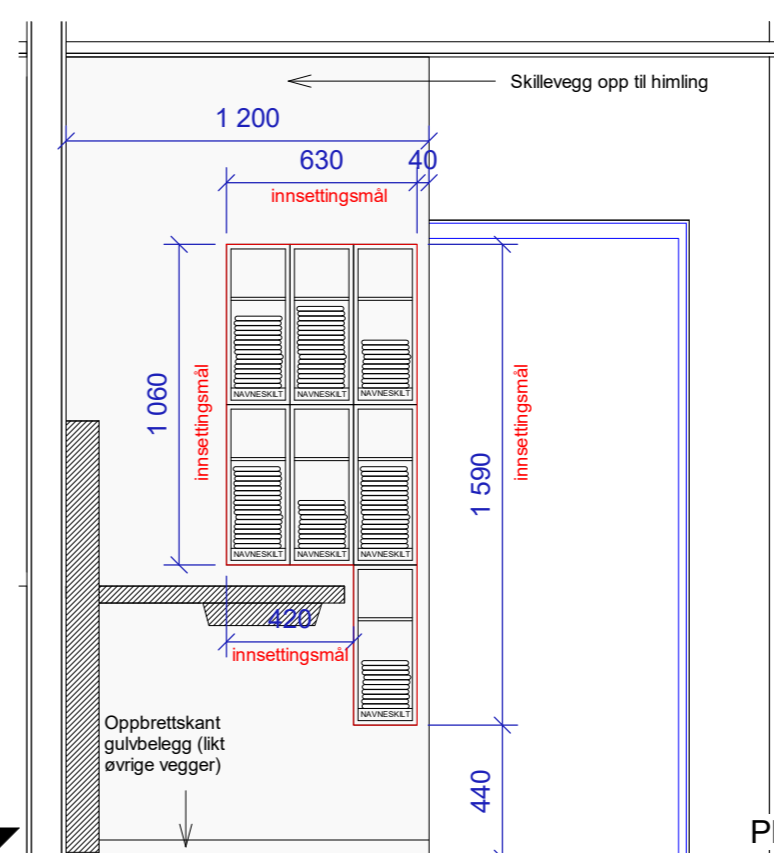 Skillevegg opp til himling
1 200
630
40
innsettingsmål
1 060
innsettingsmål
innsettingsmål
1 590
NAVNESKILT
NAVNESKILT
NAVNESKILT
NAVNESKILT
NAVNESKILT
NAVNESKILT
420
innsettingsmål
NAVNESKILT
Oppbrettskant
gulvbelegg (likt
øvrige vegger)
440